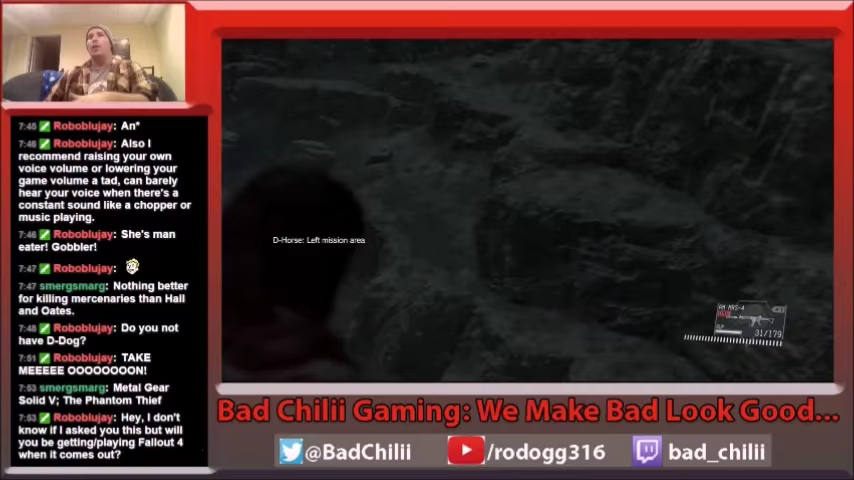 7:45 Roboblujay: An*
7:46 Roboblujay: Also I
recommend raising your own
voice volume or lowering your
game volume a tad, can barely
hear your voice when there's a
constant sound like a chopper or
music playing.
7:46 Roboblujay: She's man
eater! Gobbler!
7:47 Roboblujay:
7:47 smergsmarg: Nothing better
for killing mercenaries than Hall
and Oates.
7:48 Roboblujay: Do you not
have D-Dog?
7:51 Roboblujay: TAKE
MEEEEE OOOOOOOON!
7:53 smergsmarg: Metal Gear
Solid V; The Phantom Thief
7:53 Roboblujay: Hey, I don't
know if I asked you this but will
you be getting/playing Fallout 4
when it comes out?
D-Horse: Left mission area
AM MRS-4
31/179
Bad Chilii Gaming: We Make Bad Look Good...
@BadChilii
/rodogg316
bad_chilii